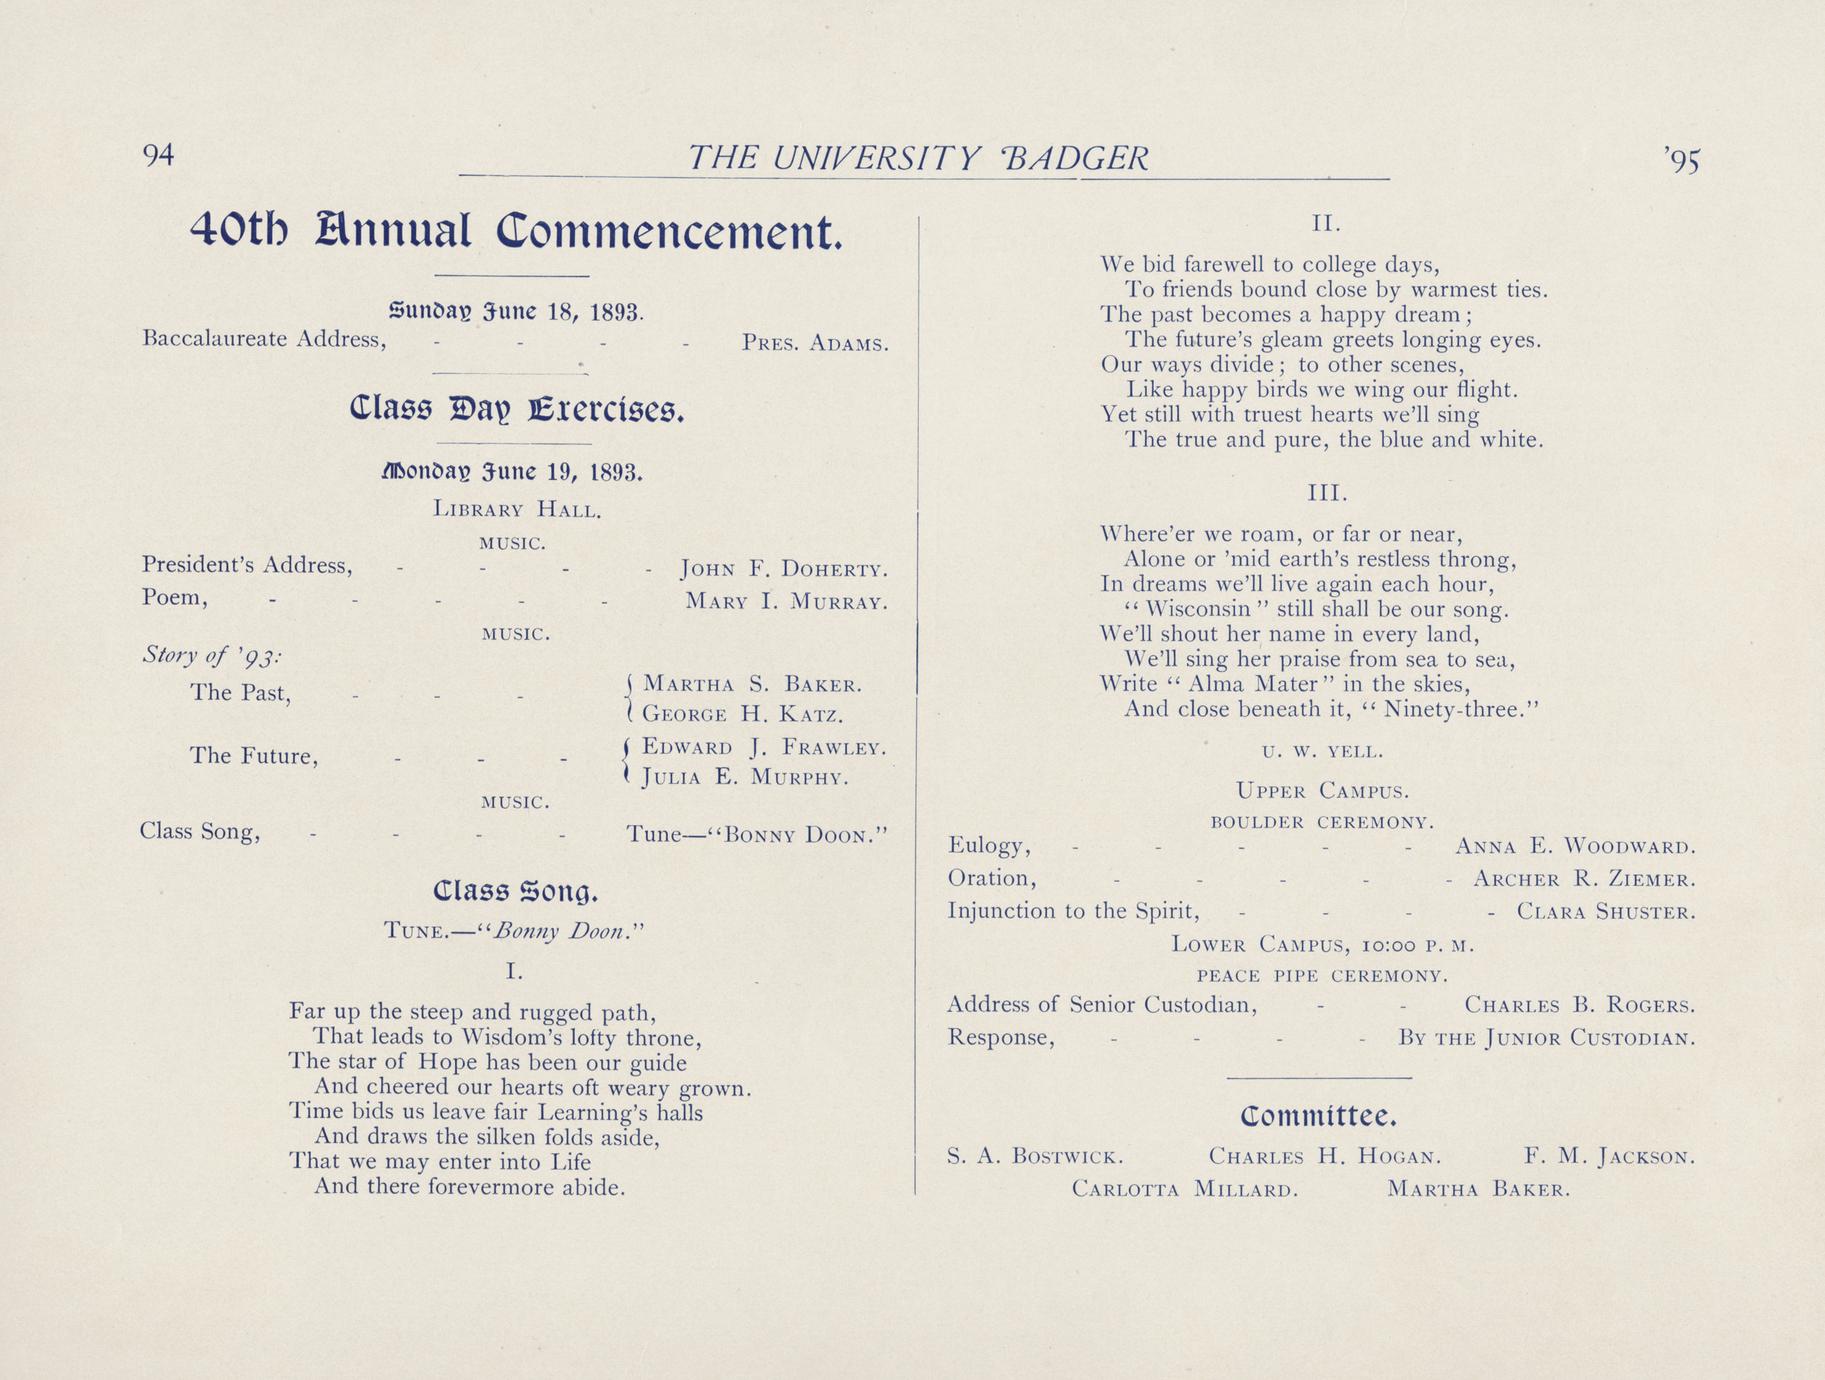 94 THE UNIVERSITY BADGER ’95
40th Annual Commencement.
Sunday June 18, 1893.
Baccalaureate Address, - - - - PRES. ADAMS.
Class Day Exercises.
Monday June 19, 1893.
LIBRARY HALL.
MUSIC.
President’s Address, - - - - JOHN F. DOHERTY.
Poem, - - - - - MARY I. MURRAY.
MUSIC.
Story of ’93:
The Past, - - - { MARTHA S. BAKER.
GEORGE H. KATZ.
The Future, - - - { EDWARD J. FRAWLEY.
JULIA E. MURPHY.
MUSIC.
Class Song, - - - - Tune—“BONNY DOON.”
Class Song.
TUNE.—“Bonny Doon.”
I.
Far up the steep and rugged path,
That leads to Wisdom’s lofty throne,
The star of Hope has been our guide
And cheered our hearts oft weary grown.
Time bids us leave fair Learning’s halls
And draws the silken folds aside,
That we may enter into Life
And there forevermore abide.
II.
We bid farewell to college days,
To friends bound close by warmest ties.
The past becomes a happy dream;
The future’s gleam greets longing eyes.
Our ways divide; to other scenes,
Like happy birds we wing our flight.
Yet still with truest hearts we’ll sing
The true and pure, the blue and white.
III.
Where’er we roam, or far or near,
Alone or ’mid earth’s restless throng,
In dreams we’ll live again each hour,
“Wisconsin” still shall be our song.
We’ll shout her name in every land,
We’ll sing her praise from sea to sea,
Write “Alma Mater” in the skies,
And close beneath it, “Ninety-three.”
U. W. YELL.
UPPER CAMPUS.
BOULDER CEREMONY.
Eulogy, - - - - - ANNA E. WOODWARD.
Oration, - - - - - ARCHER R. ZIEMER.
Injunction to the Spirit, - - - - CLARA SHUSTER.
LOWER CAMPUS, 10:00 P. M.
PEACE PIPE CEREMONY.
Address of Senior Custodian, - - CHARLES B. ROGERS.
Response, - - - - BY THE JUNIOR CUSTODIAN.
Committee.
S. A. BOSTWICK. CHARLES H. HOGAN. F. M. JACKSON.
CARLOTTA MILLARD. MARTHA BAKER.